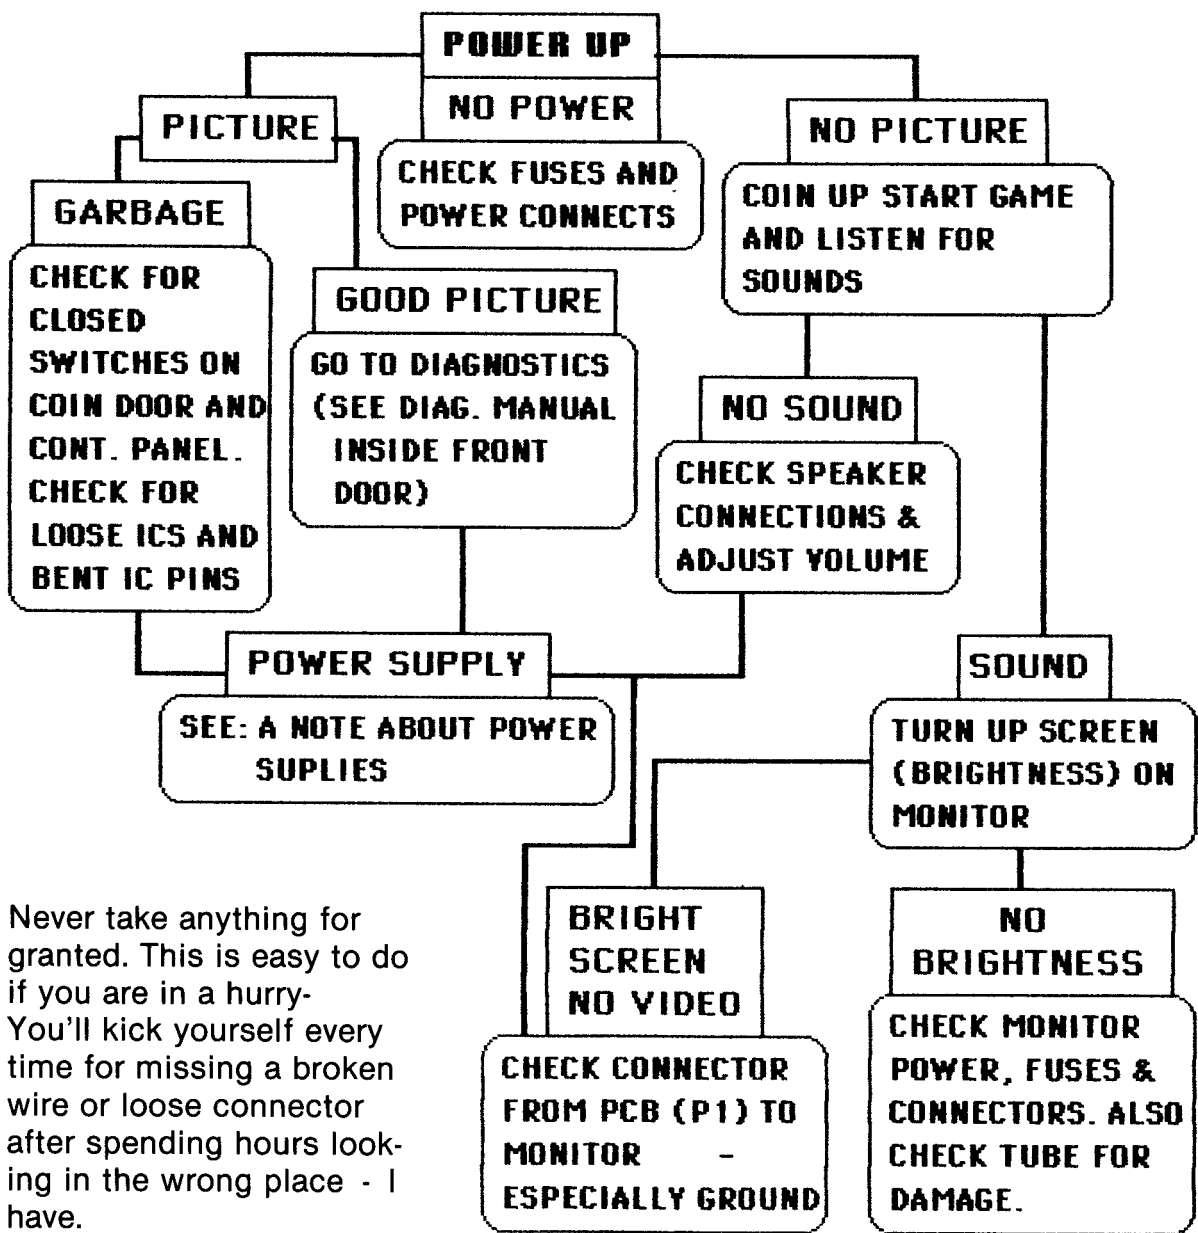 POWER UP
NO POWER
CHECK FUSES AND
POWER CONNECTS
PICTURE
GARBAGE
CHECK FOR
CLOSED
SWITCHES ON
COIN DOOR AND
CONT. PANEL.
CHECK FOR
LOOSE ICS AND
BENT IC PINS
GOOD PICTURE
GO TO DIAGNOSTICS
(SEE DIAG. MANUAL
INSIDE FRONT
DOOR)
NO PICTURE
COIN UP START GAME
AND LISTEN FOR
SOUNDS
NO SOUND
CHECK SPEAKER
CONNECTIONS &
ADJUST VOLUME
POWER SUPPLY
SEE: A NOTE ABOUT POWER
SUPLIES
SOUND
TURN UP SCREEN
(BRIGHTNESS) ON
MONITOR
BRIGHT
SCREEN
NO VIDEO
CHECK CONNECTOR
FROM PCB (P1) TO
MONITOR -
ESPECIALLY GROUND
NO
BRIGHTNESS
CHECK MONITOR
POWER, FUSES &
CONNECTORS. ALSO
CHECK TUBE FOR
DAMAGE.
Never take anything for
granted. This is easy to do
if you are in a hurry-
You'll kick yourself every
time for missing a broken
wire or loose connector
after spending hours look-
ing in the wrong place - I
have.